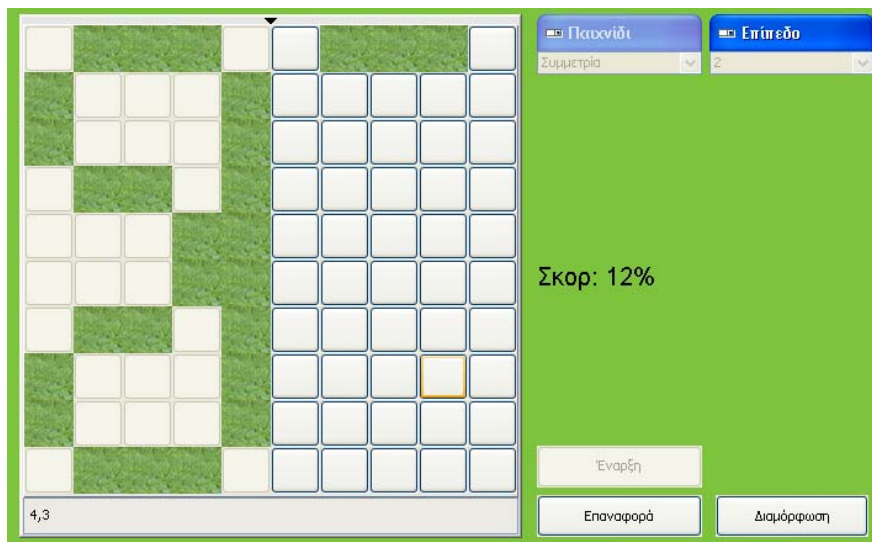 Παιχνίδι
Επίπεδο
Συμμετρία
2
Σκορ: 12%
Έναρξη
4,3
Επαναφορά
Διαμόρφωση